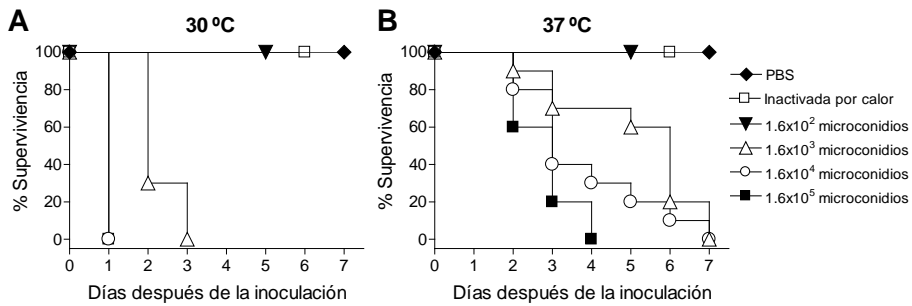 A
30 ºC
% Supervivencia
100
80
60
40
20
0
0 1 2 3 4 5 6 7
Días después de la inoculación
B
37 ºC
% Supervivencia
100
80
60
40
20
0
0 1 2 3 4 5 6 7
Días después de la inoculación
PBS
Inactivada por calor
1.6x10² microconidios
1.6x10³ microconidios
1.6x10⁴ microconidios
1.6x10⁵ microconidios